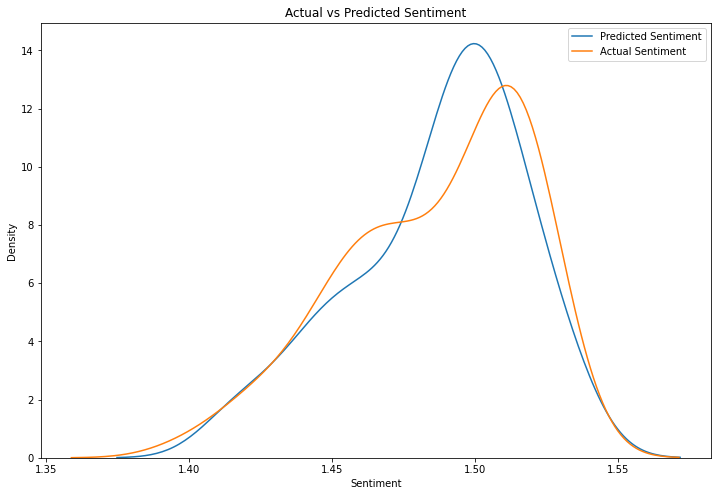 Actual vs Predicted Sentiment
Predicted Sentiment
Actual Sentiment
14
12
10
8
6
4
2
0
Density
1.35 1.40 1.45 1.50 1.55
Sentiment